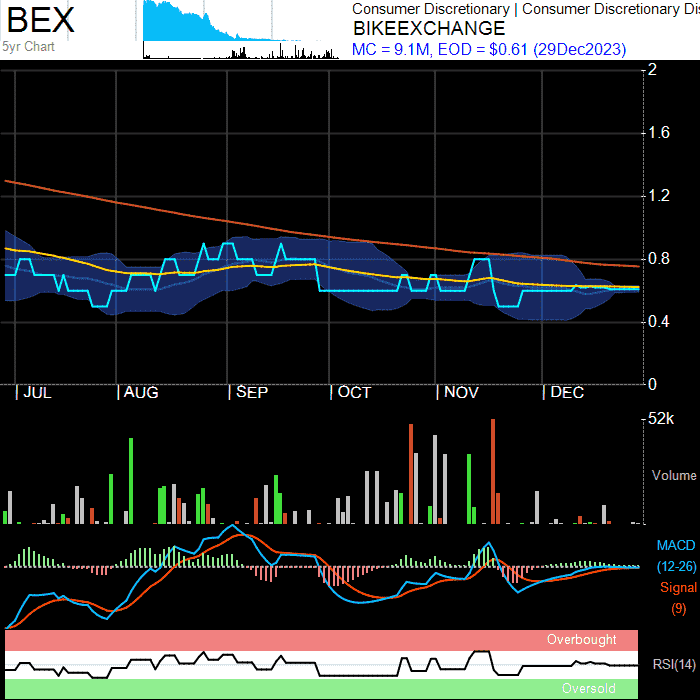 BEX
5yr Chart
Consumer Discretionary | Consumer Discretionary Dis
BIKEEXCHANGE
MC = 9.1M, EOD = $0.61 (29Dec2023)
2
1.6
1.2
0.8
0.4
0
| JUL | AUG | SEP | OCT | NOV | DEC
52k
Volume
MACD
(12-26)
Signal
(9)
Overbought
RSI(14)
Oversold